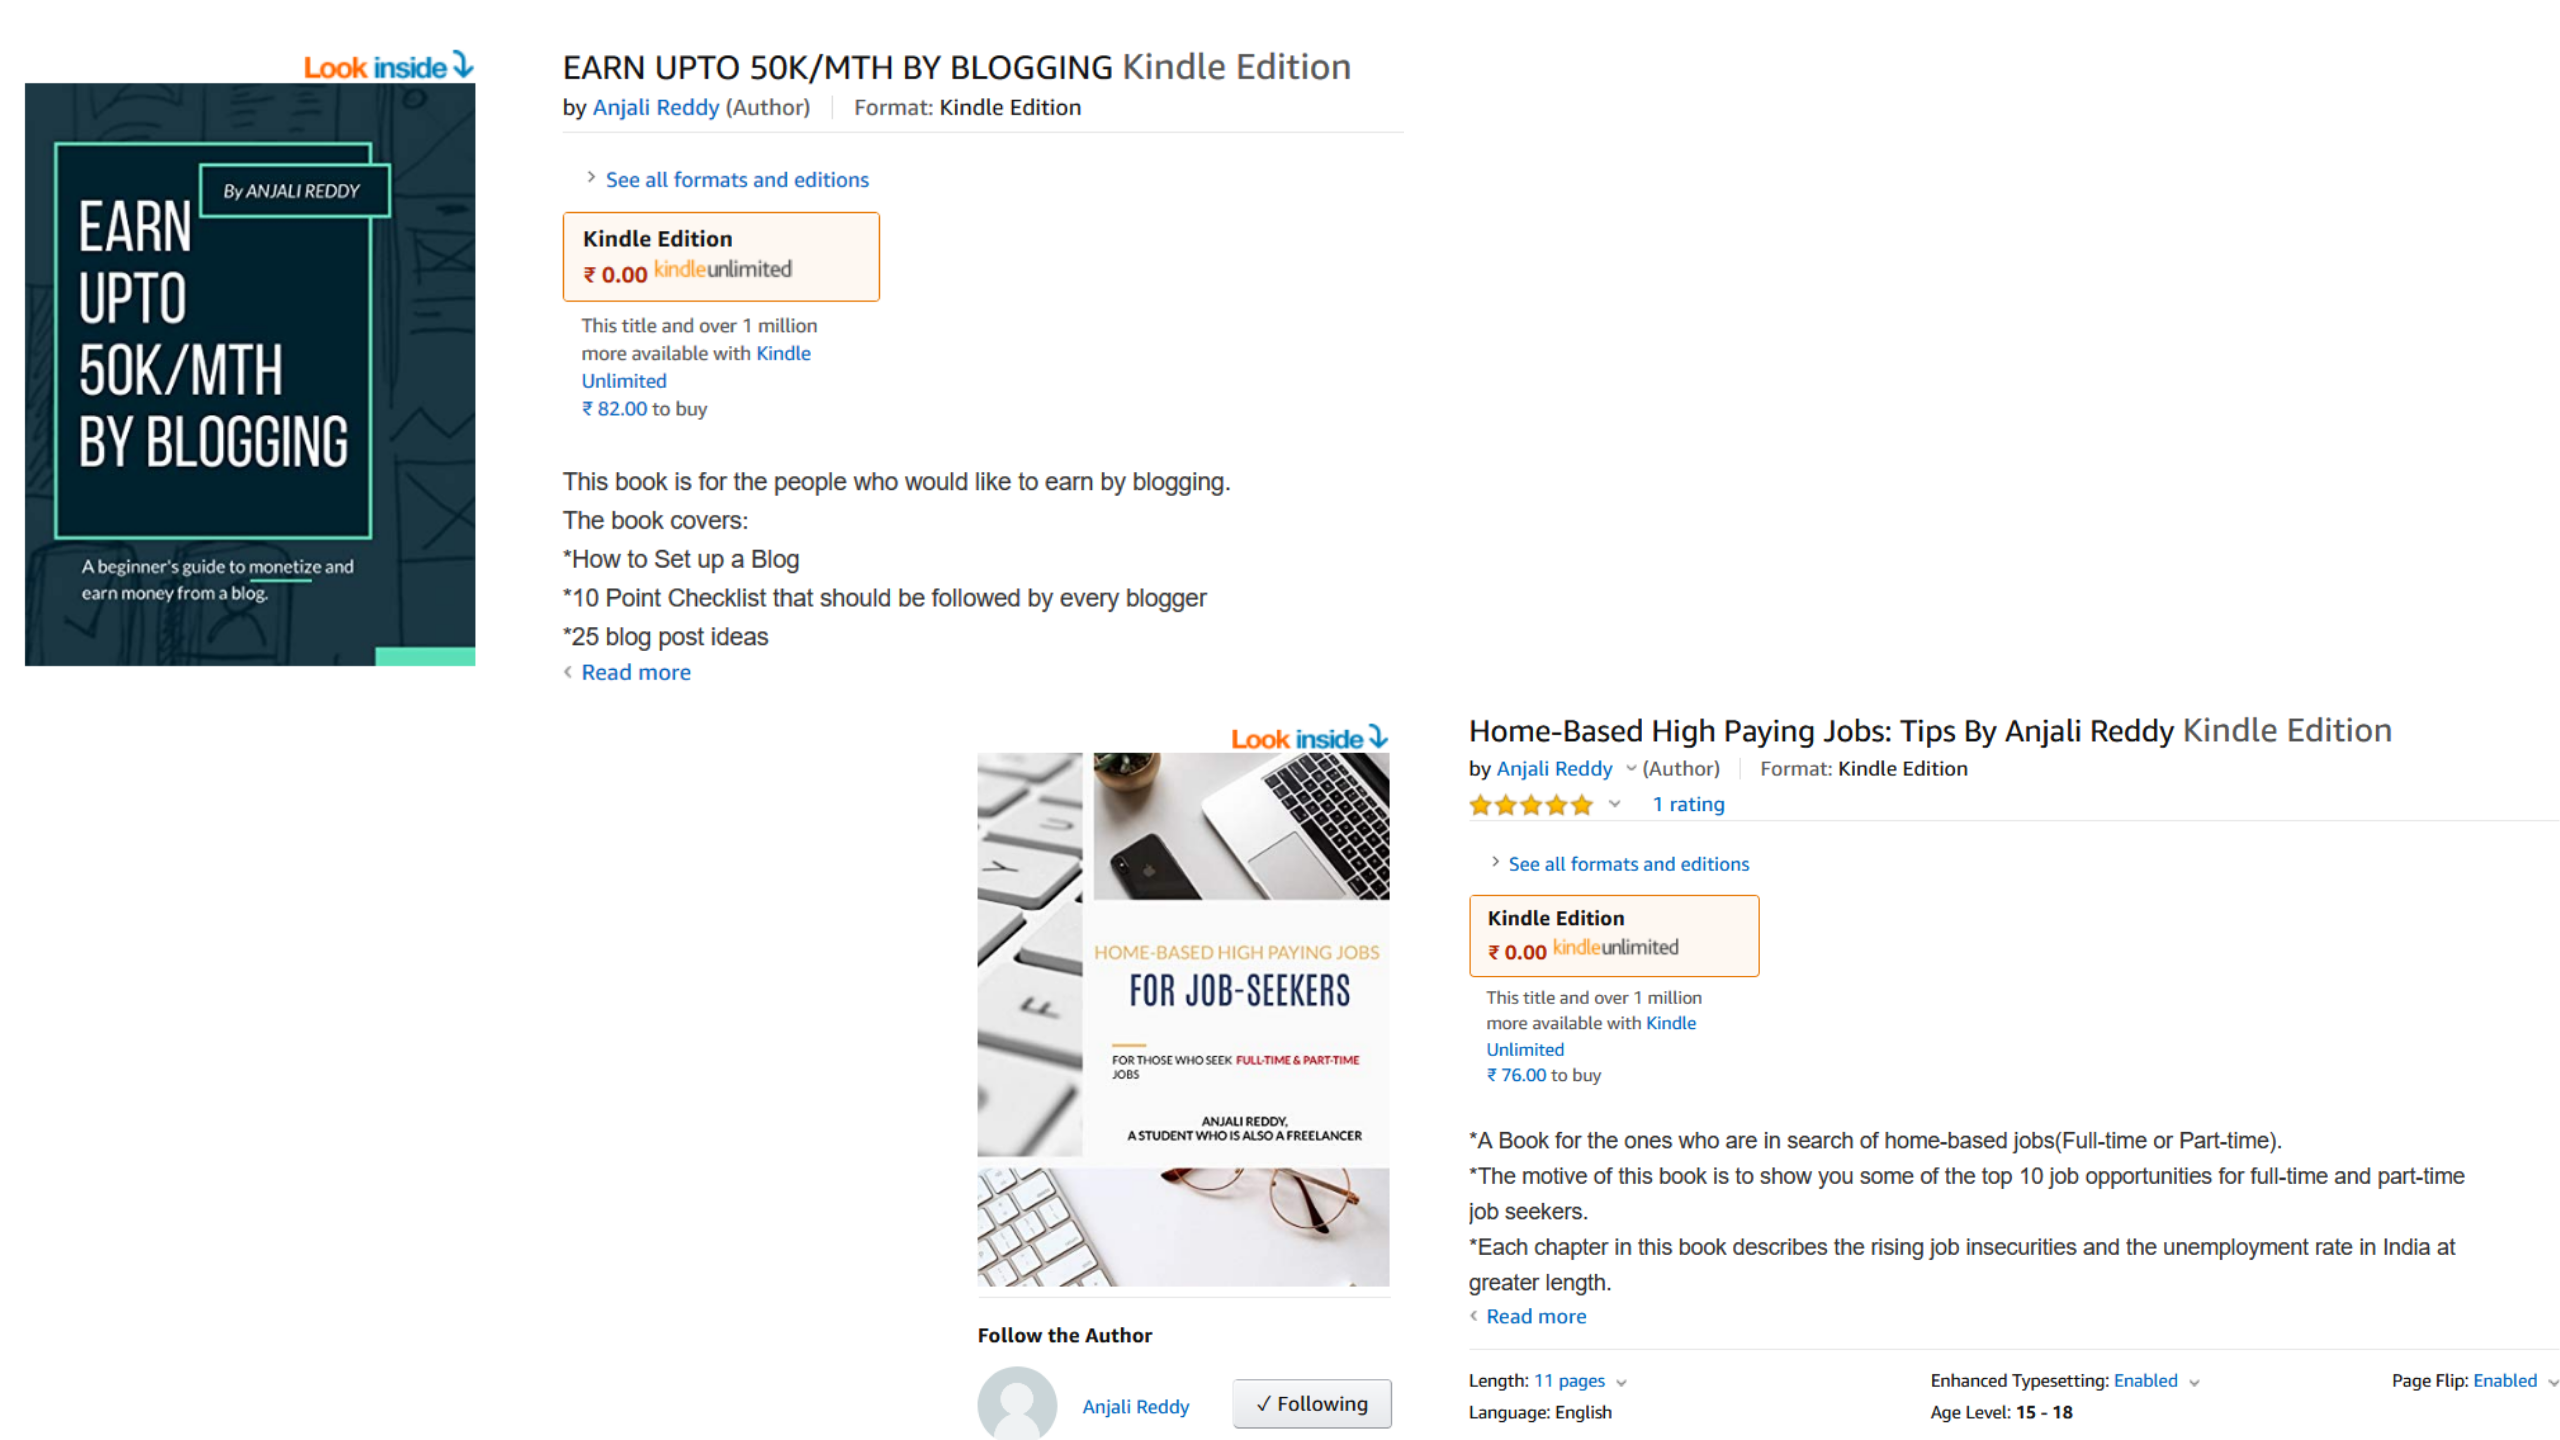 Look inside
By ANJALI REDDY
EARN
UPTO
50K/MTH
BY BLOGGING
A beginner's guide to monetize and
earn money from a blog.
EARN UPTO 50K/MTH BY BLOGGING Kindle Edition
by Anjali Reddy (Author) Format: Kindle Edition
See all formats and editions
Kindle Edition
₹ 0.00 kindleunlimited
This title and over 1 million
more available with Kindle
Unlimited
₹ 82.00 to buy
This book is for the people who would like to earn by blogging.
The book covers:
*How to Set up a Blog
*10 Point Checklist that should be followed by every blogger
*25 blog post ideas
Read more
Look inside
HOME-BASED HIGH PAYING JOBS
FOR JOB-SEEKERS
FOR THOSE WHO SEEK FULL-TIME & PART-TIME
JOBS
ANJALI REDDY,
A STUDENT WHO IS ALSO A FREELANCER
Follow the Author
Anjali Reddy ✓ Following
Home-Based High Paying Jobs: Tips By Anjali Reddy Kindle Edition
by Anjali Reddy (Author) Format: Kindle Edition
1 rating
See all formats and editions
Kindle Edition
₹ 0.00 kindleunlimited
This title and over 1 million
more available with Kindle
Unlimited
₹ 76.00 to buy
*A Book for the ones who are in search of home-based jobs(Full-time or Part-time).
*The motive of this book is to show you some of the top 10 job opportunities for full-time and part-time
job seekers.
*Each chapter in this book describes the rising job insecurities and the unemployment rate in India at
greater length.
Read more
Length: 11 pages Enhanced Typesetting: Enabled Page Flip: Enabled
Language: English Age Level: 15 - 18